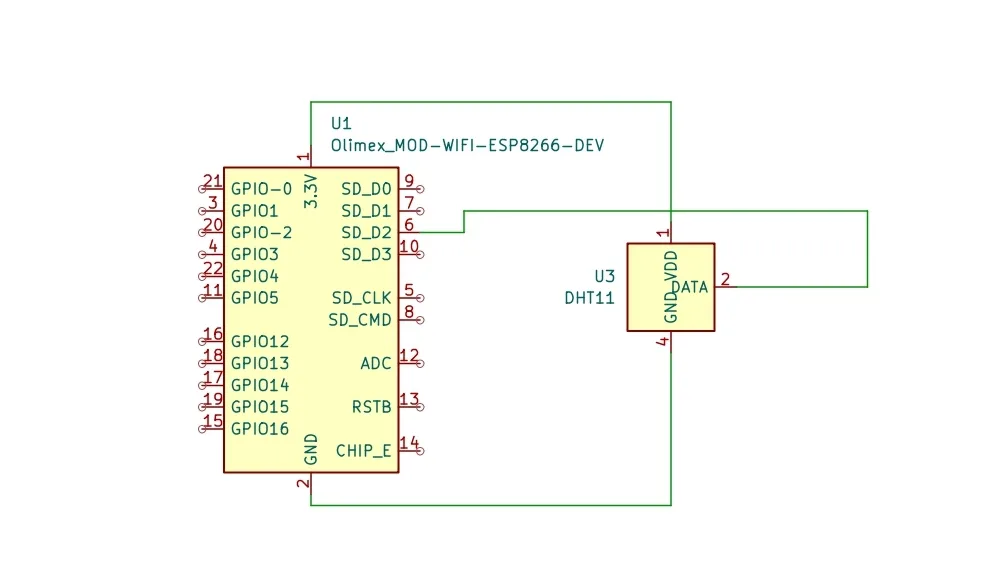 U1
Olimex_MOD-WIFI-ESP8266-DEV
1
3.3V
21 GPIO-0 SD_D0 9
3 GPIO1 SD_D1 7
20 GPIO-2 SD_D2 6
4 GPIO3 SD_D3 10
22 GPIO4
11 GPIO5 SD_CLK 5
SD_CMD 8
16 GPIO12
18 GPIO13 ADC 12
17 GPIO14
19 GPIO15 RSTB 13
15 GPIO16
GND CHIP_E 14
2
U3
DHT11
1
VDD
DATA 2
GND
4